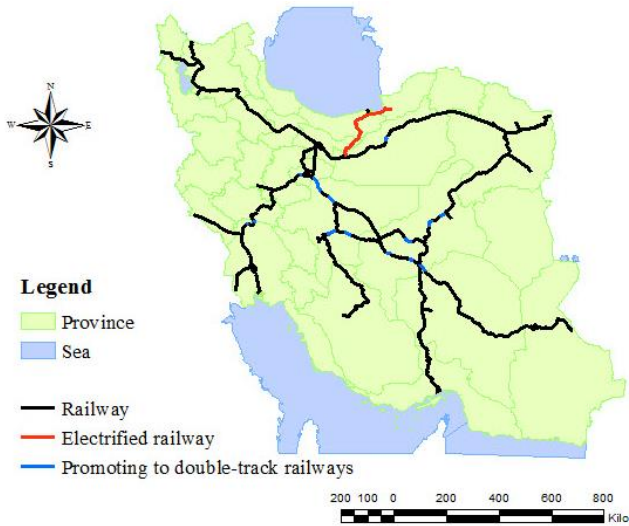 N
W E
S
Legend
Province
Sea
Railway
Electrified railway
Promoting to double-track railways
200 100 0 200 400 600 800
Kilo